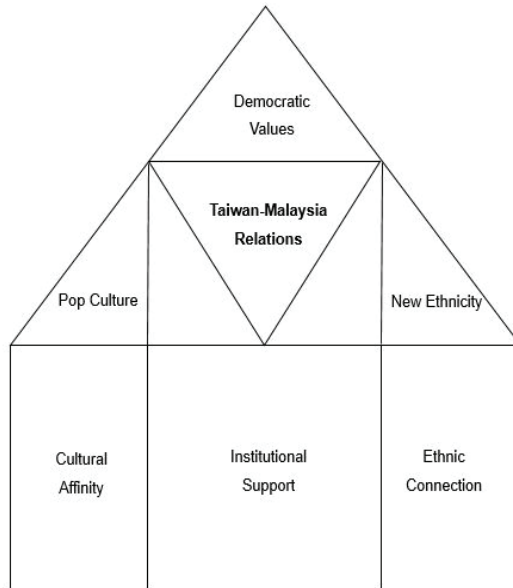 Democratic
Values
Taiwan-Malaysia
Relations
Pop Culture
New Ethnicity
Cultural
Affinity
Institutional
Support
Ethnic
Connection